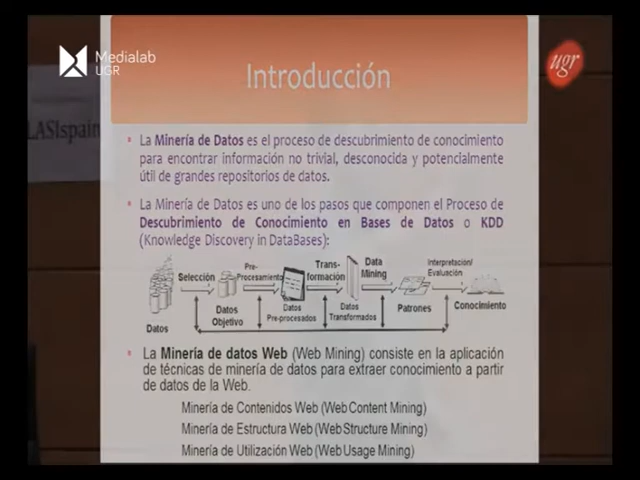 Medialab
UGR
ugr
LASIspain
Introducción
La Minería de Datos es el proceso de descubrimiento de conocimiento
para encontrar información no trivial, desconocida y potencialmente
útil de grandes repositorios de datos.
La Minería de Datos es uno de los pasos que componen el Proceso de
Descubrimiento de Conocimiento en Bases de Datos o KDD
(Knowledge Discovery in DataBases):
Selección
Pre-
Procesamiento
Trans-
formación
Data
Mining
Interpretación/
Evaluación
Datos
Datos
Objetivo
Datos
Pre-procesados
Datos
Transformados
Patrones
Conocimiento
La Minería de datos Web (Web Mining) consiste en la aplicación
de técnicas de minería de datos para extraer conocimiento a partir
de datos de la Web.
Minería de Contenidos Web (Web Content Mining)
Minería de Estructura Web (Web Structure Mining)
Minería de Utilización Web (Web Usage Mining)